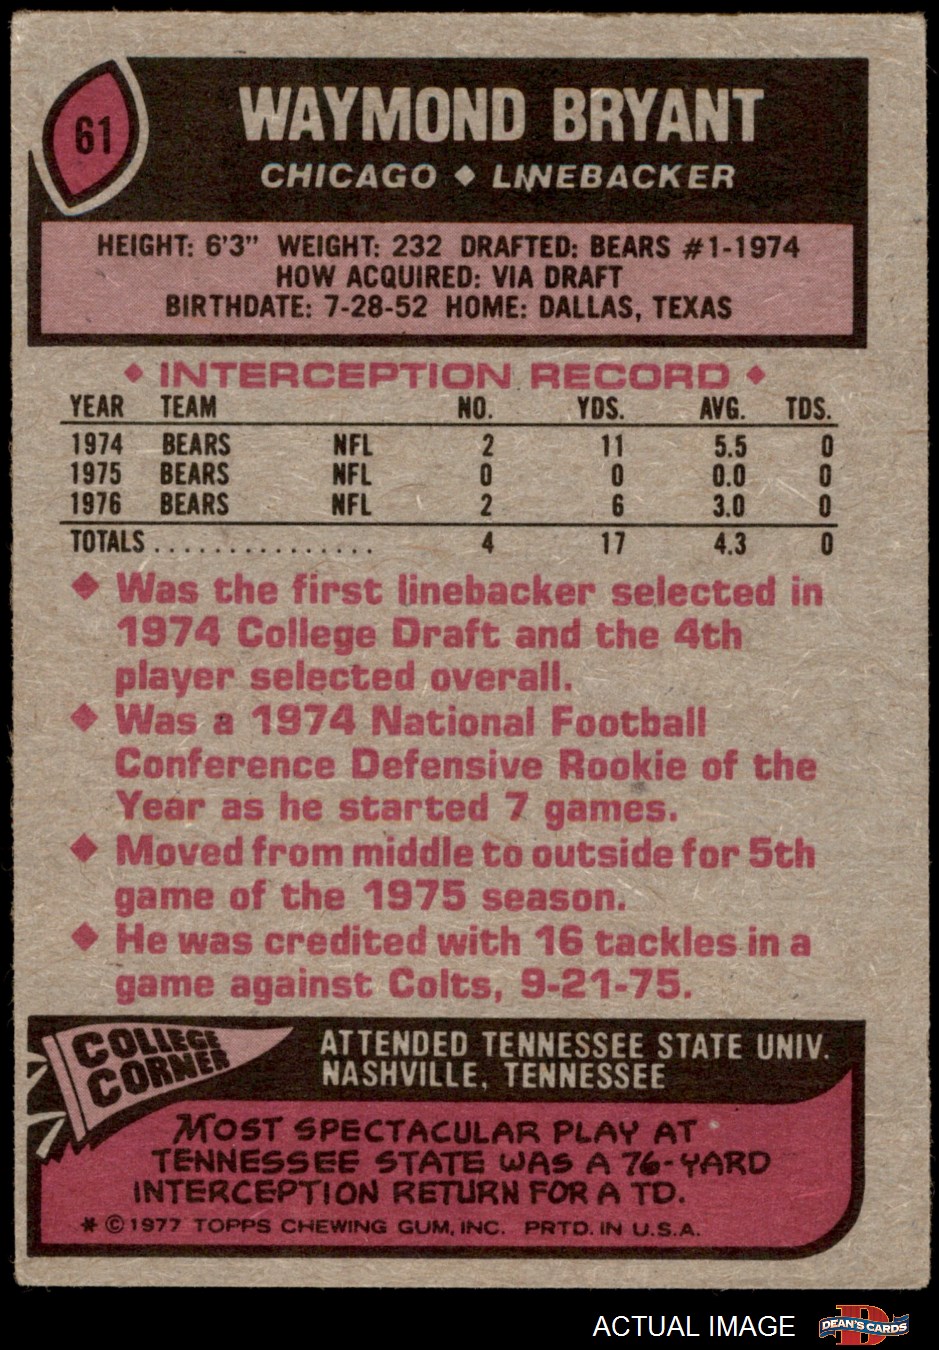 61
WAYMOND BRYANT
CHICAGO ◆ LINEBACKER
HEIGHT: 6'3" WEIGHT: 232 DRAFTED: BEARS #1-1974
HOW ACQUIRED: VIA DRAFT
BIRTHDATE: 7-28-52 HOME: DALLAS, TEXAS
◆ INTERCEPTION RECORD ◆
YEAR TEAM NO. YDS. AVG. TDS.
1974 BEARS NFL 2 11 5.5 0
1975 BEARS NFL 0 0 0.0 0
1976 BEARS NFL 2 6 3.0 0
TOTALS............... 4 17 4.3 0
◆ Was the first linebacker selected in
1974 College Draft and the 4th
player selected overall.
◆ Was a 1974 National Football
Conference Defensive Rookie of the
Year as he started 7 games.
◆ Moved from middle to outside for 5th
game of the 1975 season.
◆ He was credited with 16 tackles in a
game against Colts, 9-21-75.
COLLEGE
CORNER
ATTENDED TENNESSEE STATE UNIV.
NASHVILLE, TENNESSEE
MOST SPECTACULAR PLAY AT
TENNESSEE STATE WAS A 76-YARD
INTERCEPTION RETURN FOR A TD.
* © 1977 TOPPS CHEWING GUM, INC. PRTD. IN U.S.A.
ACTUAL IMAGE
DEAN'S CARDS